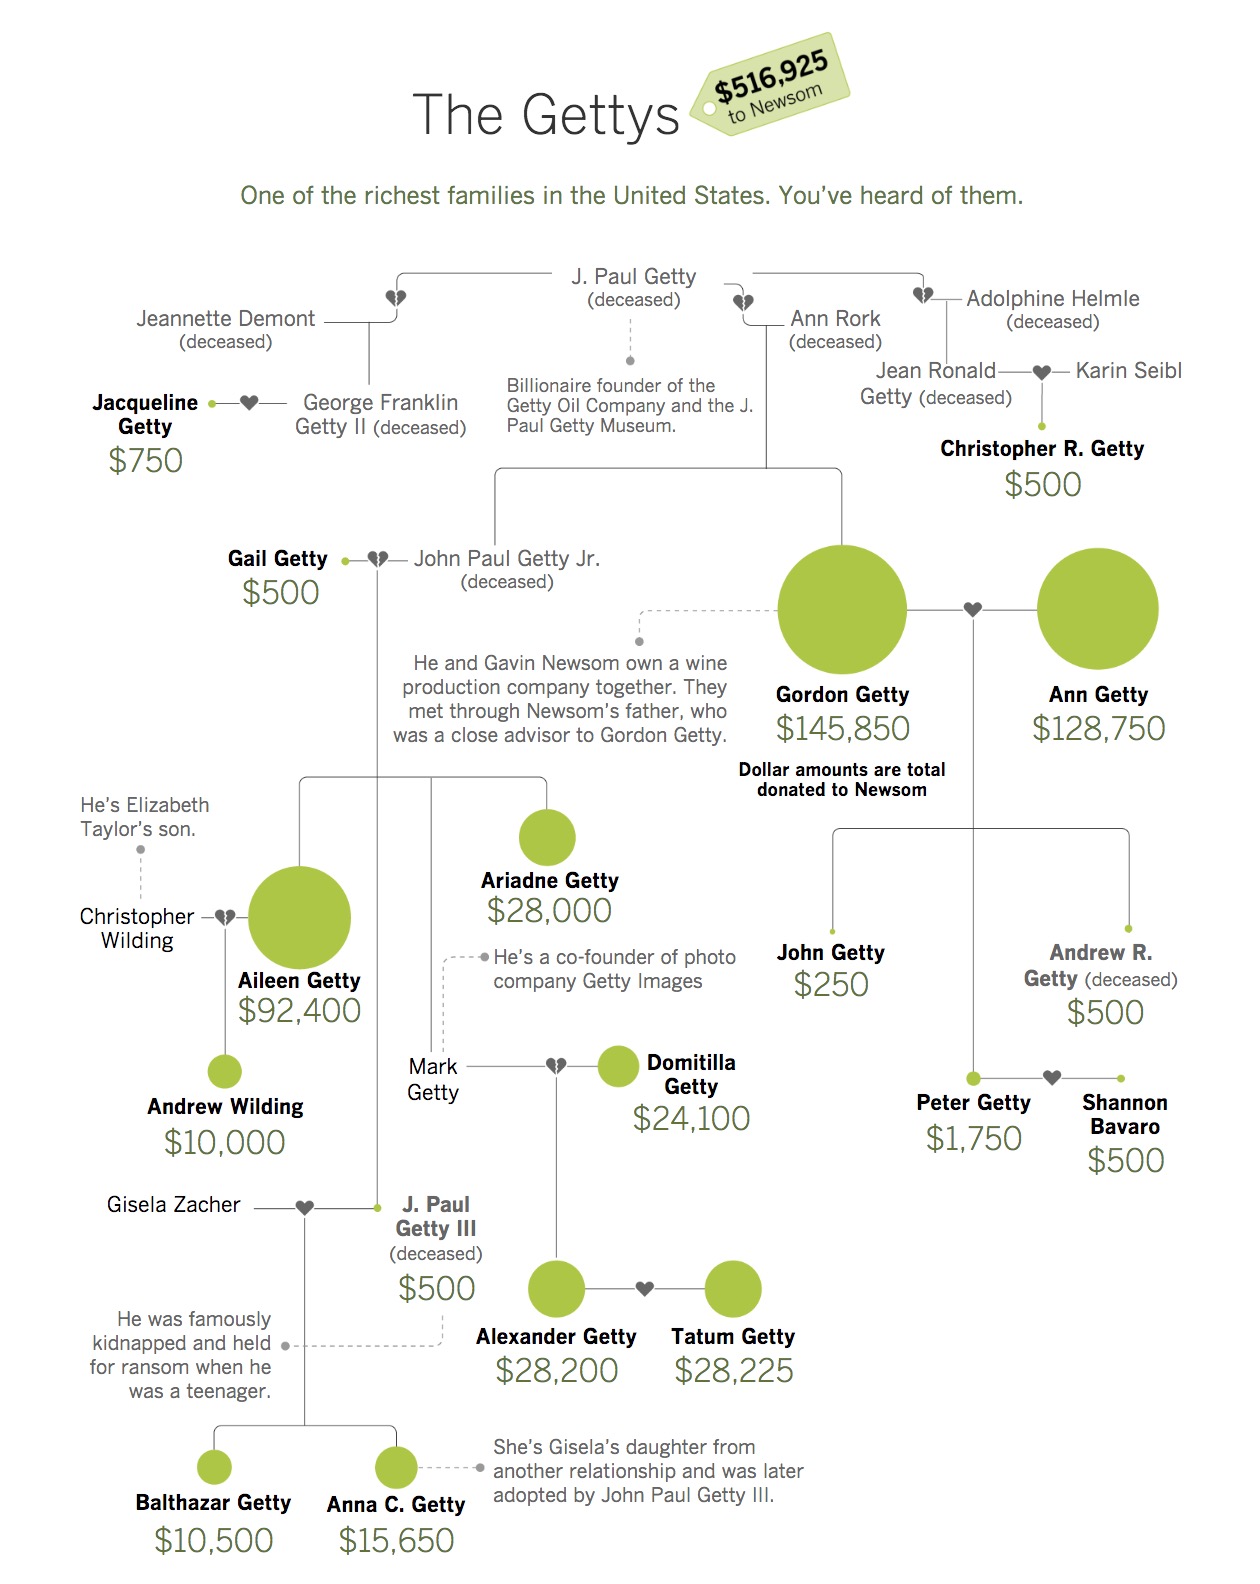 The Gettys
$516,925
to Newsom
One of the richest families in the United States. You've heard of them.
J. Paul Getty
(deceased)
Jeannette Demont
(deceased)
Ann Rork
(deceased)
Adolphine Helmle
(deceased)
Billionaire founder of the
Getty Oil Company and the J.
Paul Getty Museum.
Jacqueline
Getty
$750
George Franklin
Getty II (deceased)
Jean Ronald
Getty (deceased)
Karin Seibl
Christopher R. Getty
$500
Gail Getty
$500
John Paul Getty Jr.
(deceased)
He and Gavin Newsom own a wine
production company together. They
met through Newsom's father, who
was a close advisor to Gordon Getty.
Gordon Getty
$145,850
Ann Getty
$128,750
Dollar amounts are total
donated to Newsom
He's Elizabeth
Taylor's son.
Christopher
Wilding
Aileen Getty
$92,400
Ariadne Getty
$28,000
He's a co-founder of photo
company Getty Images
John Getty
$250
Andrew R.
Getty (deceased)
$500
Andrew Wilding
$10,000
Mark
Getty
Domitilla
Getty
$24,100
Peter Getty
$1,750
Shannon
Bavaro
$500
Gisela Zacher
J. Paul
Getty III
(deceased)
$500
He was famously
kidnapped and held
for ransom when he
was a teenager.
Alexander Getty
$28,200
Tatum Getty
$28,225
Balthazar Getty
$10,500
Anna C. Getty
$15,650
She's Gisela's daughter from
another relationship and was later
adopted by John Paul Getty III.